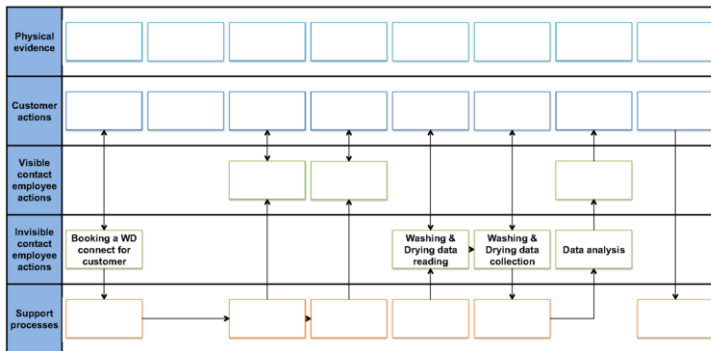 Physical
evidence
Customer
actions
Visible
contact
employee
actions
Invisible
contact
employee
actions
Booking a WD
connect for
customer
Washing &
Drying data
reading
Washing &
Drying data
collection
Data analysis
Support
processes